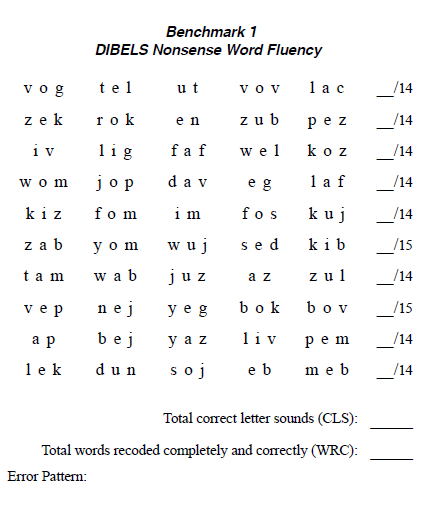 Benchmark 1
DIBELS Nonsense Word Fluency
v o g t e l u t v o v l a c __/14
z e k r o k e n z u b p e z __/14
i v l i g f a f w e l k o z __/14
w o m j o p d a v e g l a f __/14
k i z f o m i m f o s k u j __/14
z a b y o m w u j s e d k i b __/15
t a m w a b j u z a z z u l __/14
v e p n e j y e g b o k b o v __/15
a p b e j y a z l i v p e m __/14
l e k d u n s o j e b m e b __/14
Total correct letter sounds (CLS): ______
Total words recoded completely and correctly (WRC): ______
Error Pattern: